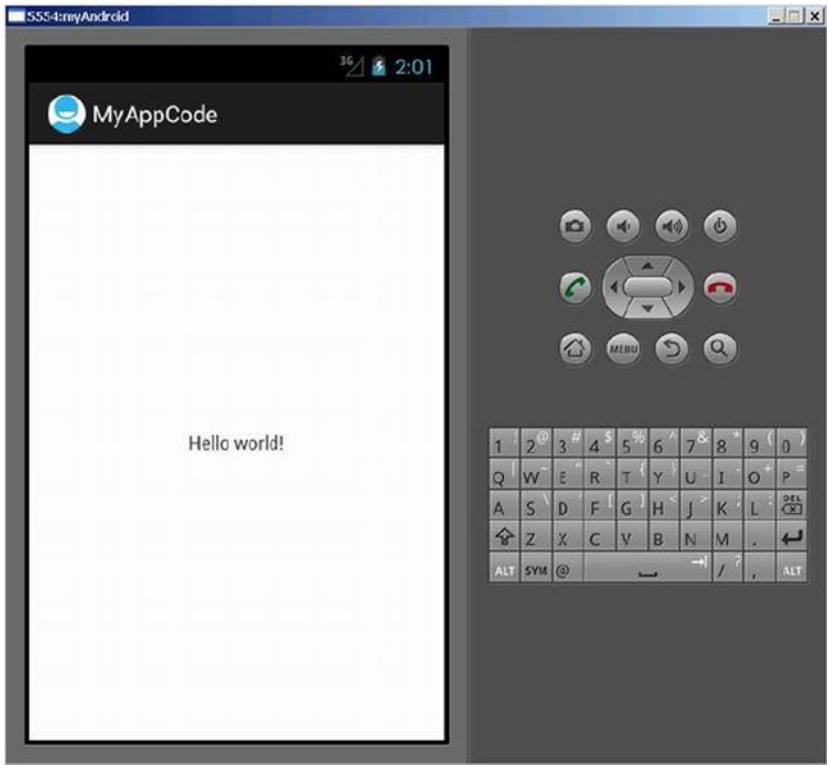 5554:myAndroid
3G 2:01
MyAppCode
Hello world!
MENU
1 ! 2 @ 3 # 4 $ 5 % 6 ^ 7 & 8 * 9 ( 0 )
Q | W ~ E " R ` T { Y } U _ I - O + P =
A S \ D ' F [ G ] H < J > K ; L : DEL
Z X C V B N M .
ALT SYM @ / ? , ALT